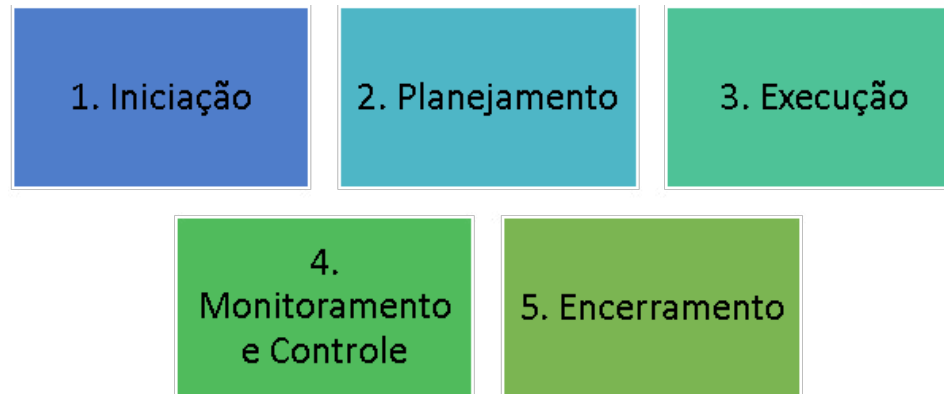 1. Iniciação
2. Planejamento
3. Execução
4.
Monitoramento
e Controle
5. Encerramento